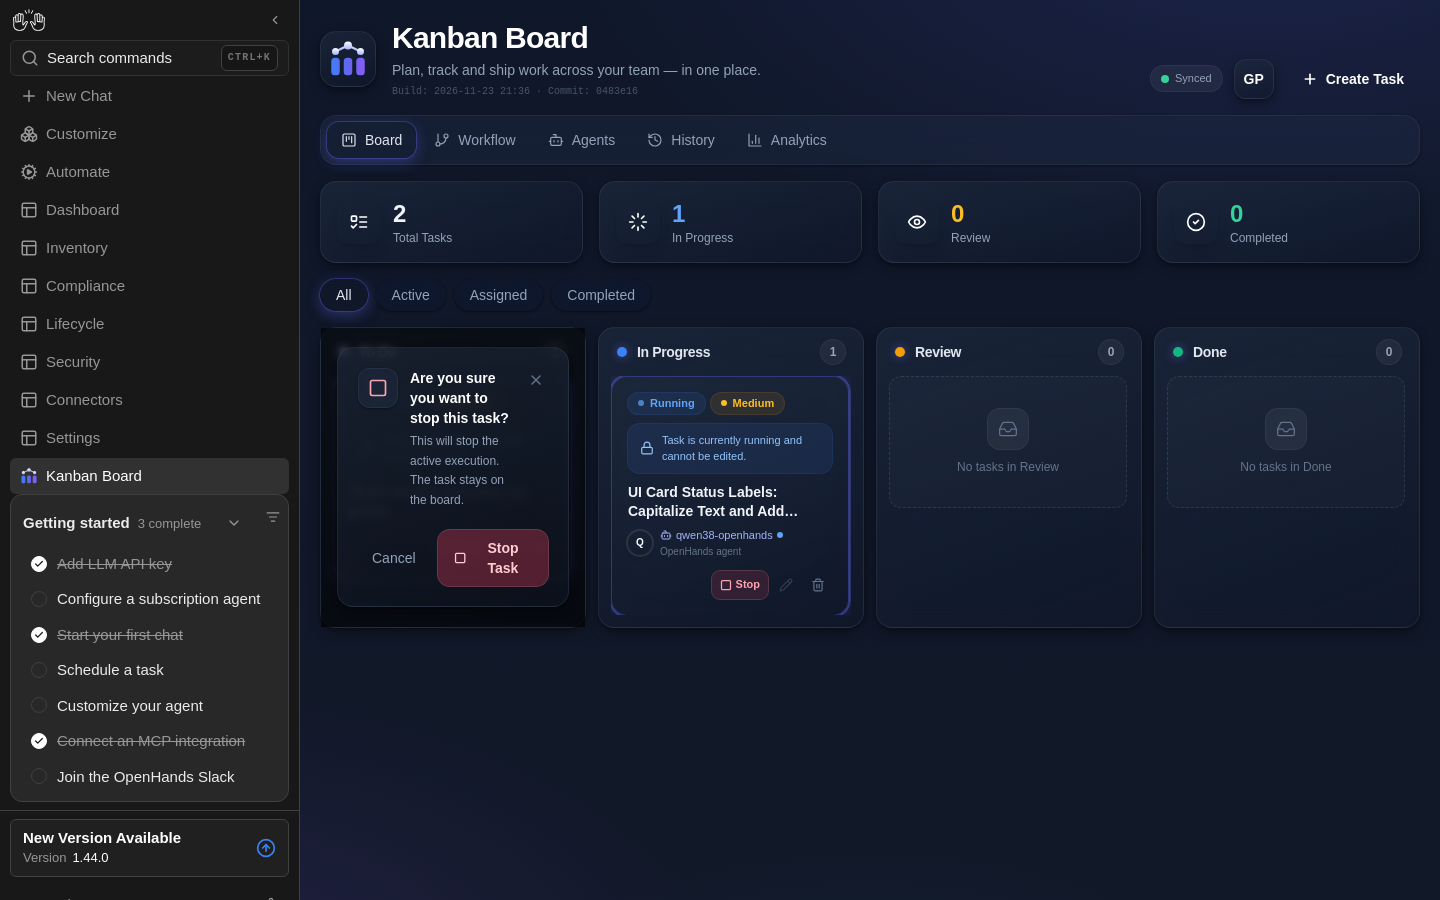 Search commands
CTRL+K
New Chat
Customize
Automate
Dashboard
Inventory
Compliance
Lifecycle
Security
Connectors
Settings
Kanban Board
Getting started 3 complete
Add LLM API key
Configure a subscription agent
Start your first chat
Schedule a task
Customize your agent
Connect an MCP integration
Join the OpenHands Slack
New Version Available
Version 1.44.0
Kanban Board
Plan, track and ship work across your team — in one place.
Build: 2026-11-23 21:36 · Commit: 0483e16
Synced
GP
Create Task
Board
Workflow
Agents
History
Analytics
2
Total Tasks
1
In Progress
0
Review
0
Completed
All
Active
Assigned
Completed
Are you sure
you want to
stop this task?
This will stop the
active execution.
The task stays on
the board.
Cancel
Stop
Task
In Progress
1
Running
Medium
Task is currently running and
cannot be edited.
UI Card Status Labels:
Capitalize Text and Add…
Q
qwen38-openhands
OpenHands agent
Stop
Review
0
No tasks in Review
Done
0
No tasks in Done